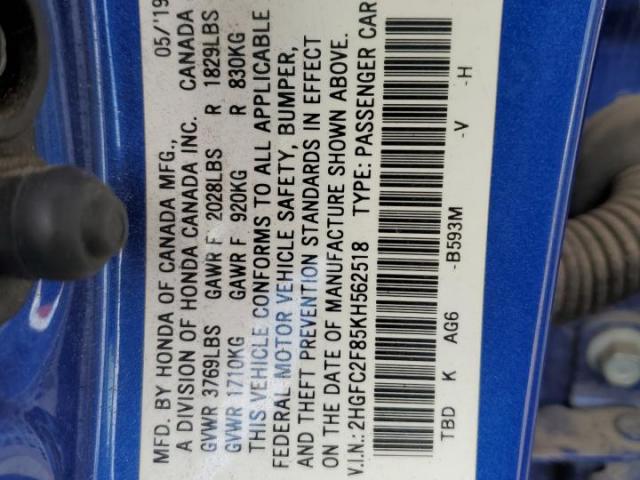 MFD. BY HONDA OF CANADA MFG., 05/'19
A DIVISION OF HONDA CANADA INC. CANADA
GVWR 3769LBS GAWR F 2028LBS R 1829LBS
GVWR 1710KG GAWR F 920KG R 830KG
THIS VEHICLE CONFORMS TO ALL APPLICABLE
FEDERAL MOTOR VEHICLE SAFETY, BUMPER,
AND THEFT PREVENTION STANDARDS IN EFFECT
ON THE DATE OF MANUFACTURE SHOWN ABOVE.
V.I.N.: 2HGFC2F85KH562518 TYPE: PASSENGER CAR
TBD K AG6 -B593M -V -H